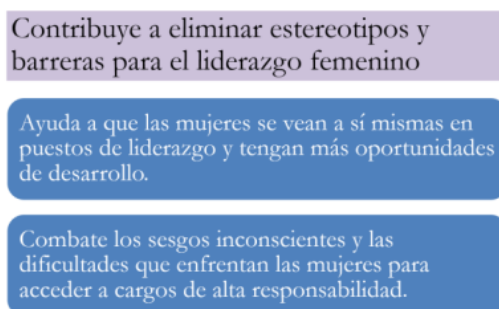 Contribuye a eliminar estereotipos y
barreras para el liderazgo femenino
Ayuda a que las mujeres se vean a sí mismas en
puestos de liderazgo y tengan más oportunidades
de desarrollo.
Combate los sesgos inconscientes y las
dificultades que enfrentan las mujeres para
acceder a cargos de alta responsabilidad.